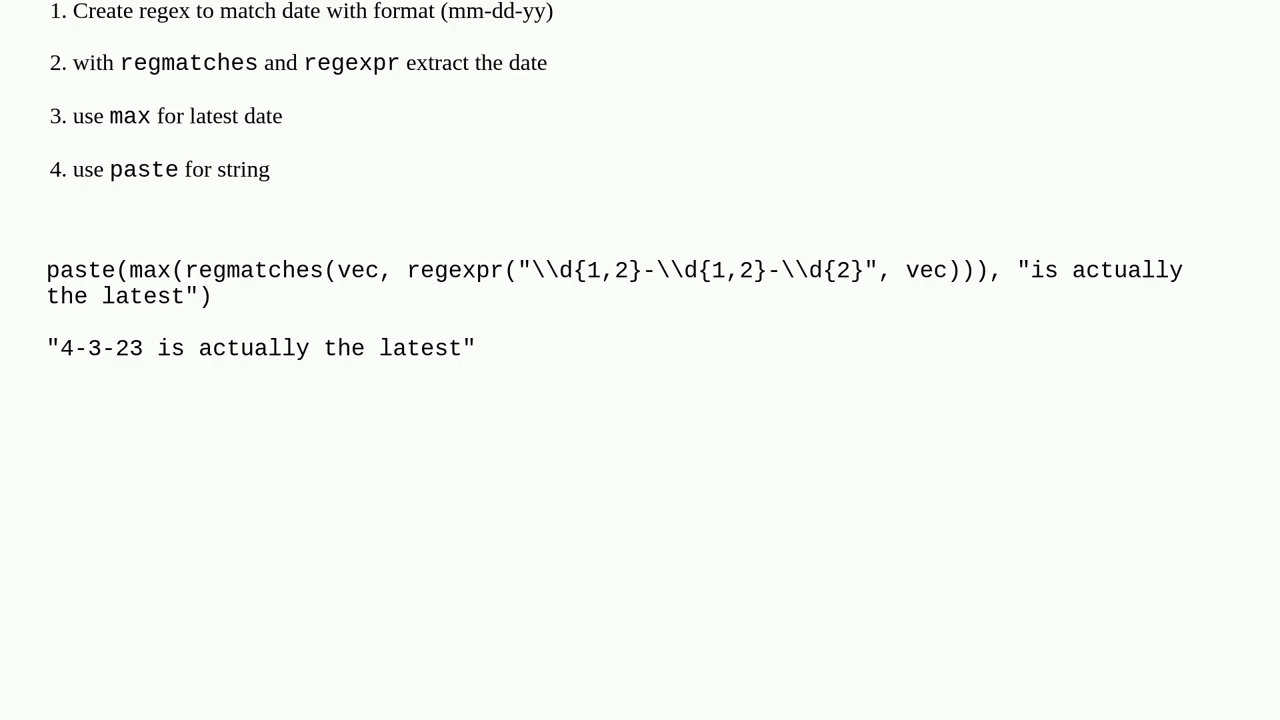 1. Create regex to match date with format (mm-dd-yy)
2. with regmatches and regexpr extract the date
3. use max for latest date
4. use paste for string
paste(max(regmatches(vec, regexpr("\\d{1,2}-\\d{1,2}-\\d{2}", vec))), "is actually
the latest")
"4-3-23 is actually the latest"